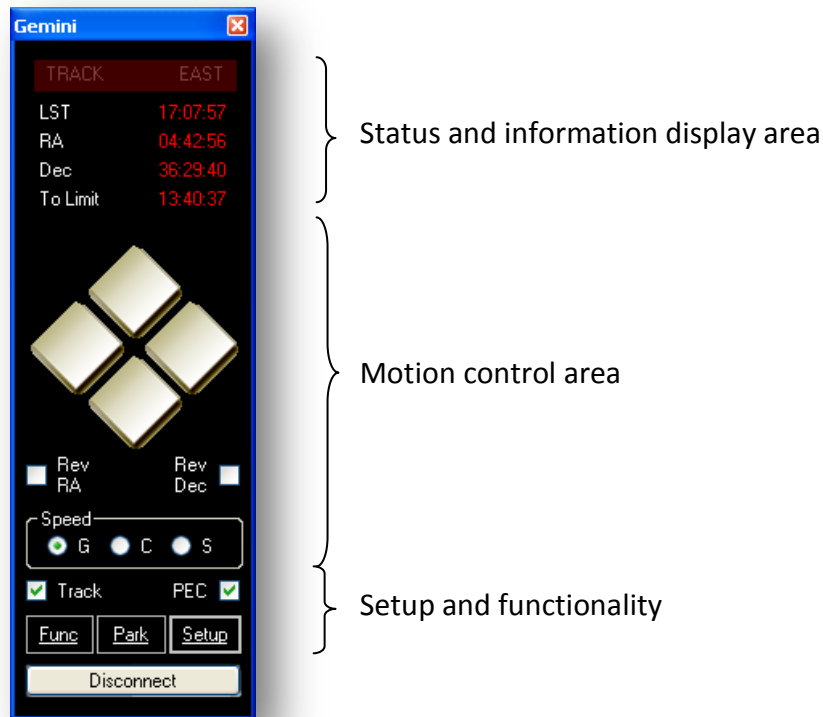 Gemini
TRACK EAST
LST 17:07:57
RA 04:42:56
Dec 36:29:40
To Limit 13:40:37
Status and information display area
Motion control area
Rev RA Rev Dec
Speed
G C S
Track PEC
Setup and functionality
Func Park Setup
Disconnect